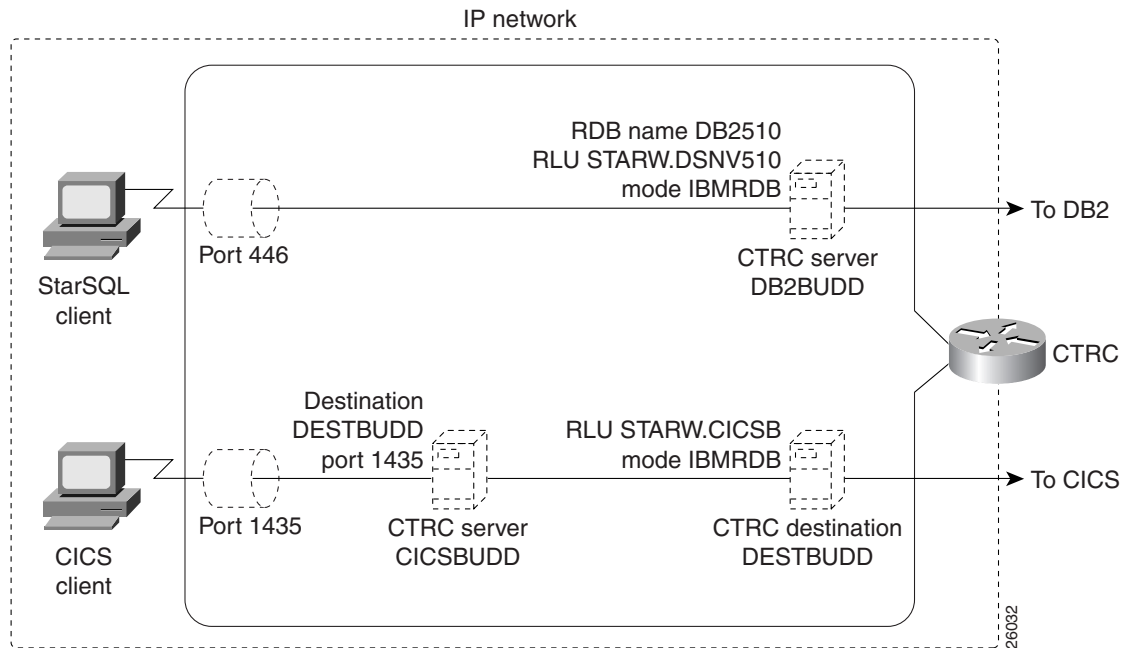 IP network
RDB name DB2510
RLU STARW.DSNV510
mode IBMRDB
To DB2
Port 446
CTRC server
DB2BUDD
StarSQL
client
CTRC
Destination
DESTBUDD
port 1435
RLU STARW.CICSB
mode IBMRDB
To CICS
Port 1435
CTRC server
CICSBUDD
CTRC destination
DESTBUDD
CICS
client
26032